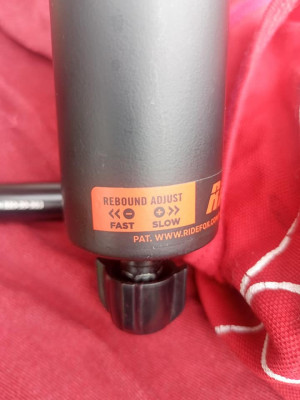 REBOUND ADJUST
<<⊖ ⊕>>
FAST SLOW
PAT. WWW.RIDEFOX.COM